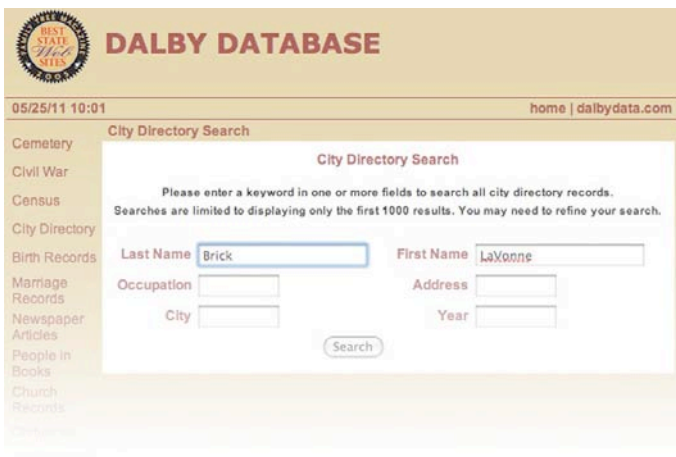 FAMILY TREE MAGAZINE
BEST
STATE
Web
SITES
2005
DALBY DATABASE
05/25/11 10:01
home | dalbydata.com
City Directory Search
Cemetery
Civil War
Census
City Directory
Birth Records
Marriage
Records
Newspaper
Articles
People in
Books
Church
Records
City Directory Search
Please enter a keyword in one or more fields to search all city directory records.
Searches are limited to displaying only the first 1000 results. You may need to refine your search.
Last Name Brick First Name LaVonne
Occupation Address
City Year
Search